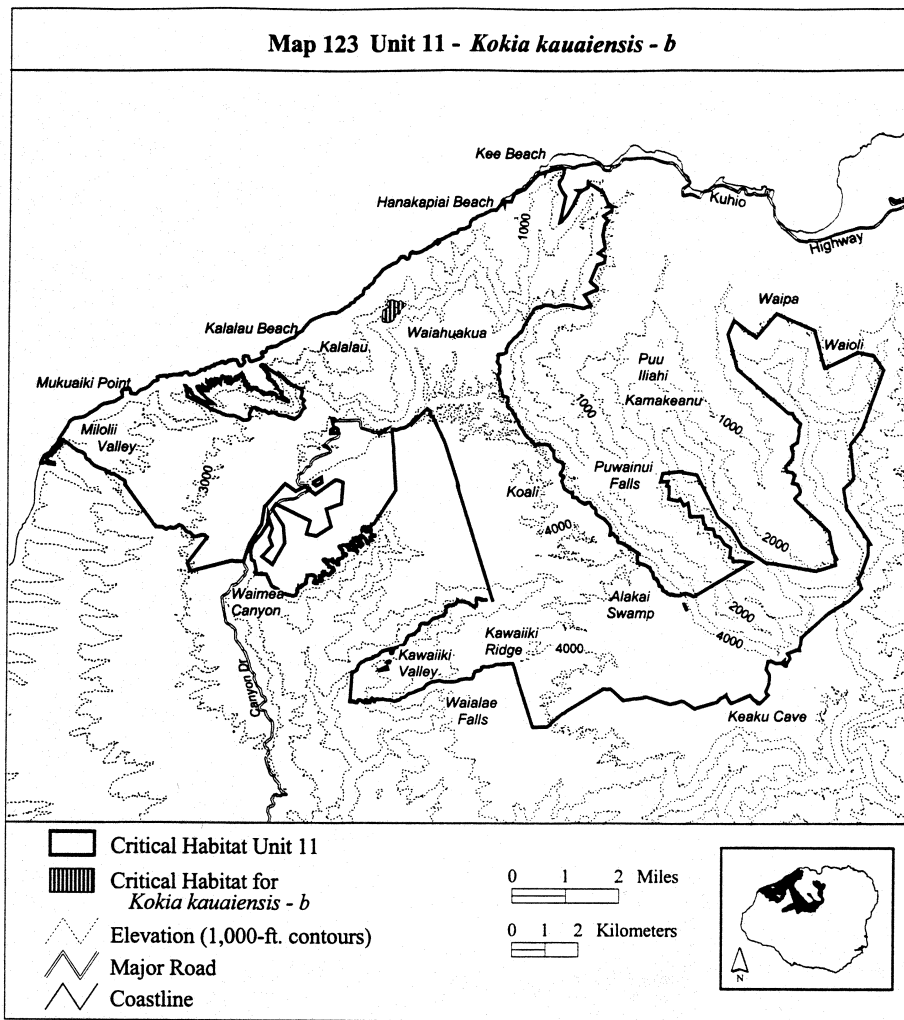 Map 123 Unit 11 - Kokia kauaiensis - b
Kee Beach
Hanakapiai Beach
1000
Kuhio
Highway
Waipa
Kalalau Beach
Kalalau
Waiahuakua
Waioli
Mukuaiki Point
Puu
Iliahi
Kamakeanu
1000
1000
Milolii
Valley
3000
Puwainui
Falls
Koali
4000
2000
Waimea
Canyon
Alakai
Swamp
2000
4000
Kawaiiki
Ridge
4000
Kawaiiki
Valley
Waialae
Falls
Keaku Cave
Canyon Dr
Critical Habitat Unit 11
Critical Habitat for
Kokia kauaiensis - b
Elevation (1,000-ft. contours)
Major Road
Coastline
0 1 2 Miles
0 1 2 Kilometers
N